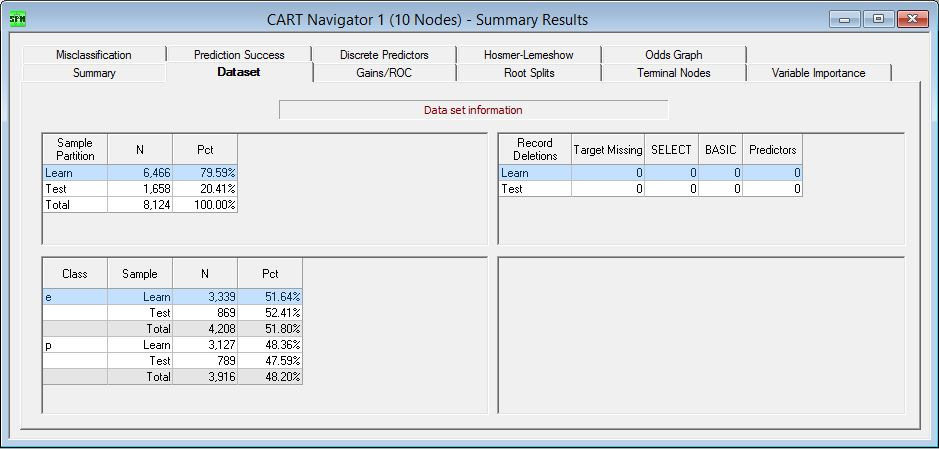 SPM
CART Navigator 1 (10 Nodes) - Summary Results
Misclassification Prediction Success Discrete Predictors Hosmer-Lemeshow Odds Graph
Summary Dataset Gains/ROC Root Splits Terminal Nodes Variable Importance
Data set information
Sample Partition N Pct
Learn 6,466 79.59%
Test 1,658 20.41%
Total 8,124 100.00%
Record Deletions Target Missing SELECT BASIC Predictors
Learn 0 0 0 0
Test 0 0 0 0
Class Sample N Pct
e Learn 3,339 51.64%
Test 869 52.41%
Total 4,208 51.80%
p Learn 3,127 48.36%
Test 789 47.59%
Total 3,916 48.20%